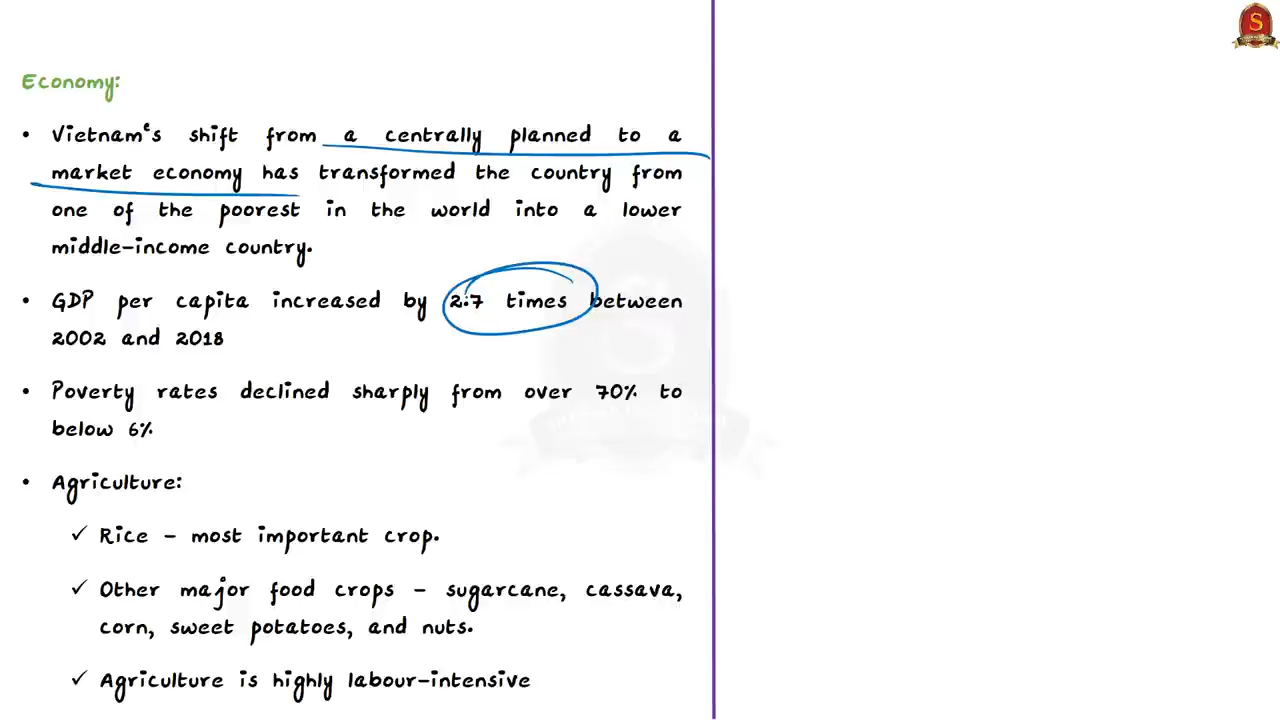 Economy:
• Vietnam's shift from a centrally planned to a
market economy has transformed the country from
one of the poorest in the world into a lower
middle-income country.
• GDP per capita increased by 2.7 times between
2002 and 2018
• Poverty rates declined sharply from over 70% to
below 6%
• Agriculture:
✓ Rice – most important crop.
✓ Other major food crops – sugarcane, cassava,
corn, sweet potatoes, and nuts.
✓ Agriculture is highly labour-intensive
S